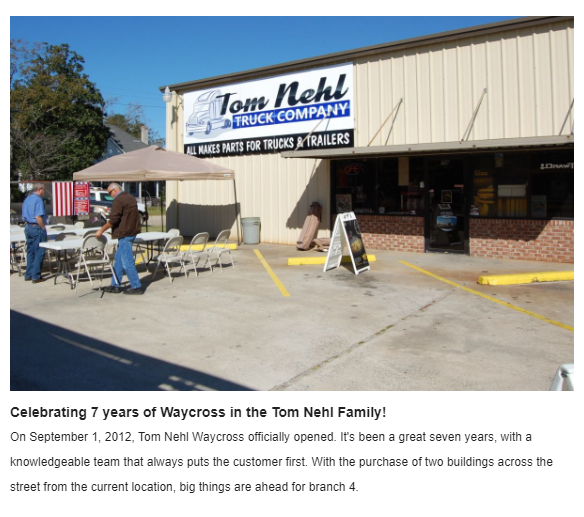 Tom Nehl
TRUCK COMPANY
ALL MAKES PARTS FOR TRUCKS & TRAILERS
Celebrating 7 years of Waycross in the Tom Nehl Family!
On September 1, 2012, Tom Nehl Waycross officially opened. It's been a great seven years, with a
knowledgeable team that always puts the customer first. With the purchase of two buildings across the
street from the current location, big things are ahead for branch 4.